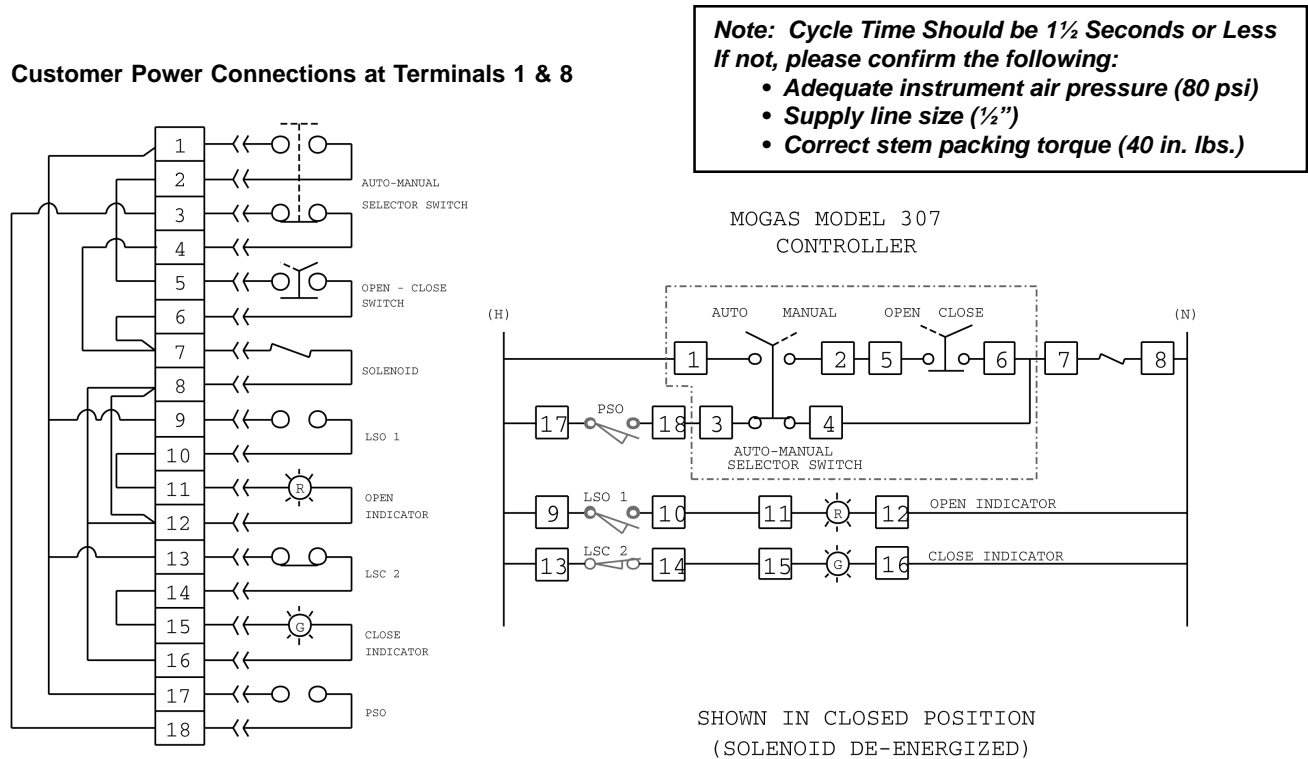 Note: Cycle Time Should be 1½ Seconds or Less
If not, please confirm the following:
• Adequate instrument air pressure (80 psi)
• Supply line size (½”)
• Correct stem packing torque (40 in. lbs.)
Customer Power Connections at Terminals 1 & 8
1
2
AUTO-MANUAL
SELECTOR SWITCH
3
4
5
OPEN - CLOSE
SWITCH
6
7
SOLENOID
8
9
LSO 1
10
11
R
OPEN
INDICATOR
12
13
LSC 2
14
15
G
CLOSE
INDICATOR
16
17
PSO
18
MOGAS MODEL 307
CONTROLLER
(H)
AUTO MANUAL OPEN CLOSE
(N)
1 2 5 6 7 8
PSO
17 18 3 4
AUTO-MANUAL
SELECTOR SWITCH
LSO 1
9 10 11 R 12 OPEN INDICATOR
LSC 2
13 14 15 G 16 CLOSE INDICATOR
SHOWN IN CLOSED POSITION
(SOLENOID DE-ENERGIZED)